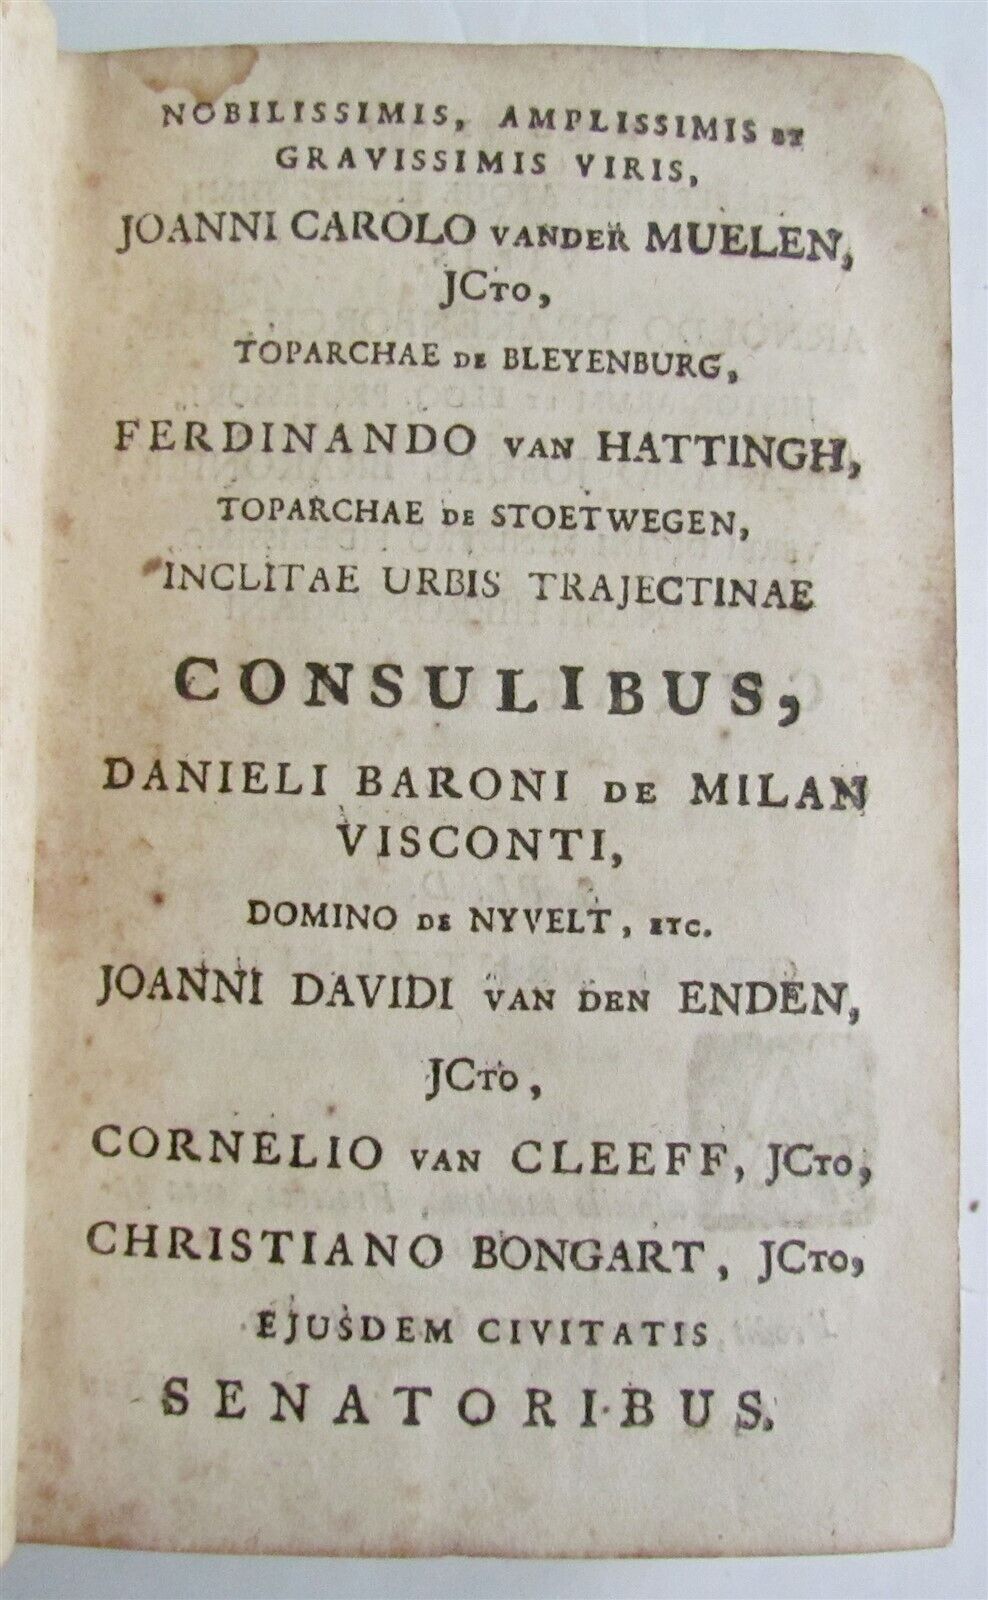 NOBILISSIMIS, AMPLISSIMIS ET
GRAVISSIMIS VIRIS,
JOANNI CAROLO VANDER MUELEN,
JCTO,
TOPARCHAE DE BLEYENBURG,
FERDINANDO VAN HATTINGH,
TOPARCHAE DE STOETWEGEN,
INCLITAE URBIS TRAJECTINAE
CONSULIBUS,
DANIELI BARONI DE MILAN
VISCONTI,
DOMINO DE NYVELT, ETC.
JOANNI DAVIDI VAN DEN ENDEN,
JCTO,
CORNELIO VAN CLEEFF, JCTO,
CHRISTIANO BONGART, JCTO,
EJUSDEM CIVITATIS
SENATORIBUS.